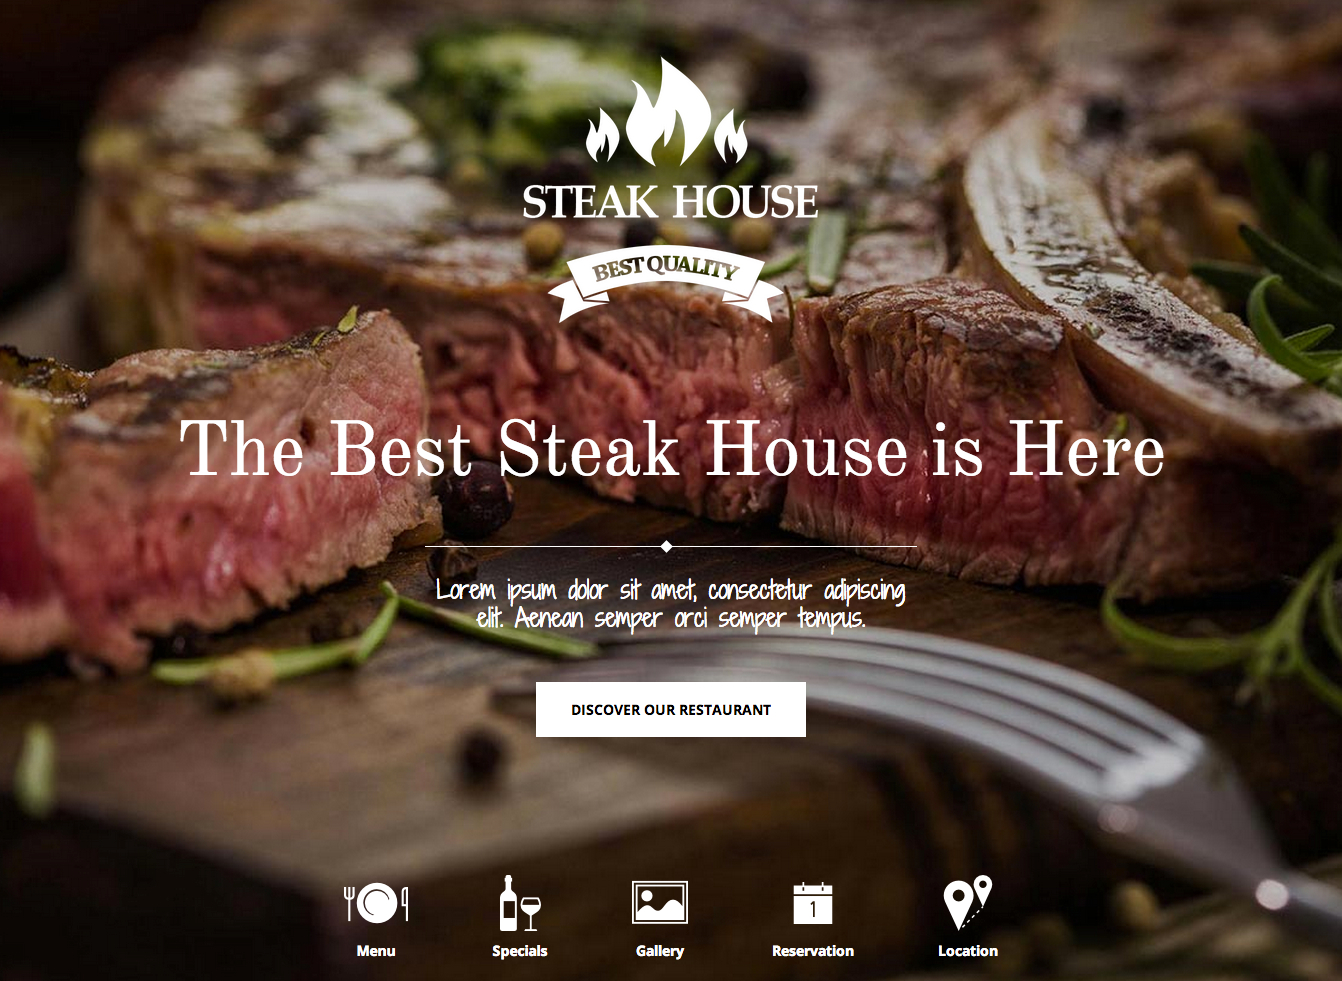 STEAK HOUSE
BEST QUALITY
The Best Steak House is Here
Lorem ipsum dolor sit amet, consectetur adipiscing
elit. Aenean semper orci semper tempus.
DISCOVER OUR RESTAURANT
1
Menu Specials Gallery Reservation Location